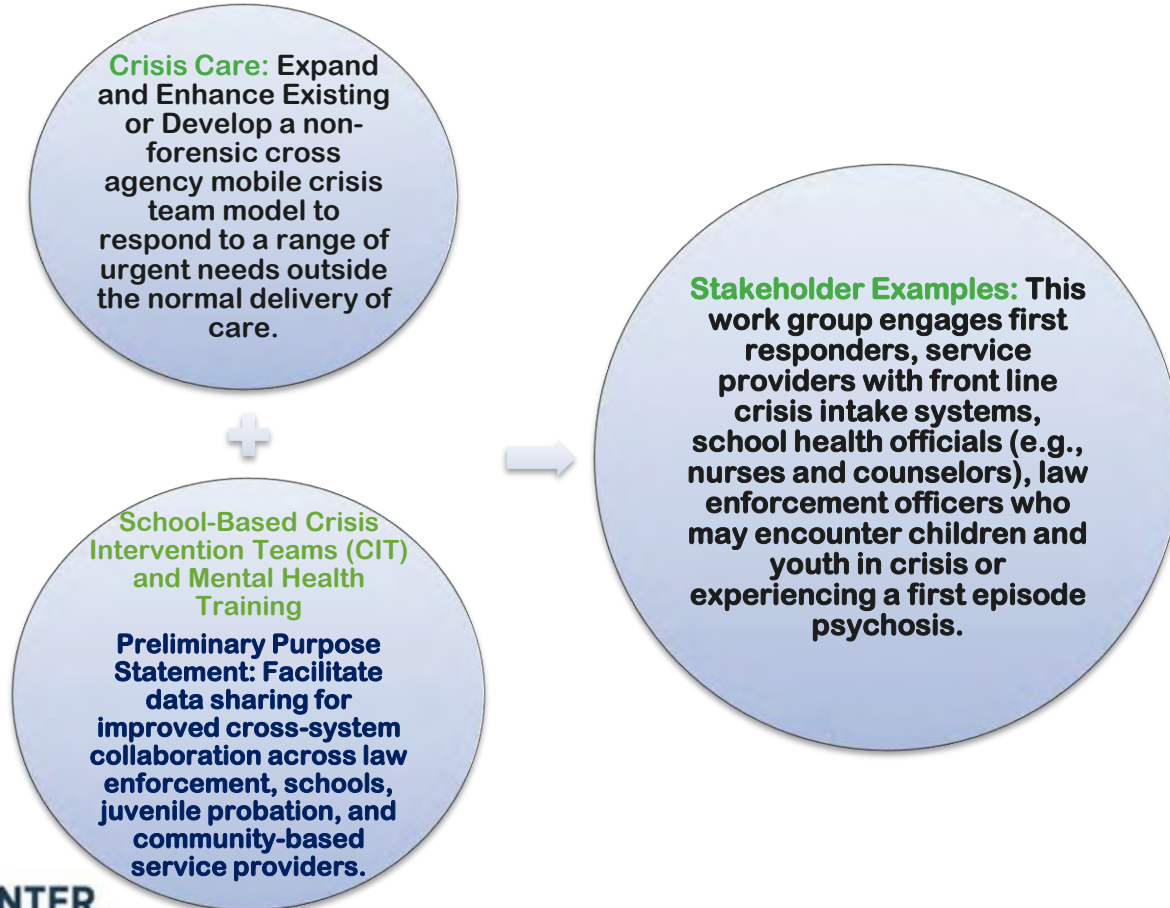 Crisis Care: Expand
and Enhance Existing
or Develop a non-
forensic cross
agency mobile crisis
team model to
respond to a range of
urgent needs outside
the normal delivery of
care.
School-Based Crisis
Intervention Teams (CIT)
and Mental Health
Training
Preliminary Purpose
Statement: Facilitate
data sharing for
improved cross-system
collaboration across law
enforcement, schools,
juvenile probation, and
community-based
service providers.
Stakeholder Examples: This
work group engages first
responders, service
providers with front line
crisis intake systems,
school health officials (e.g.,
nurses and counselors), law
enforcement officers who
may encounter children and
youth in crisis or
experiencing a first episode
psychosis.